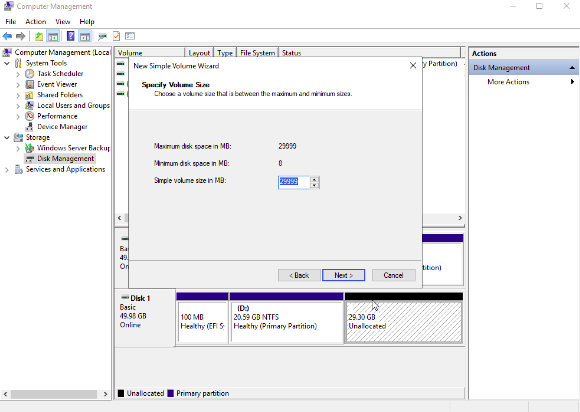 Computer Management
File Action View Help
Computer Management (Local
System Tools
Task Scheduler
Event Viewer
Shared Folders
Local Users and Groups
Performance
Device Manager
Storage
Windows Server Backup
Disk Management
Services and Applications
Volume Layout Type File System Status
ry Partition)
Actions
Disk Management
More Actions
New Simple Volume Wizard
Specify Volume Size
Choose a volume size that is between the maximum and minimum sizes.
Maximum disk space in MB: 29999
Minimum disk space in MB: 8
Simple volume size in MB: 29999
< Back Next > Cancel
Ba
49.
On
tition)
Disk 1
Basic
49.98 GB
Online
100 MB
Healthy (EFI S
(D:)
20.59 GB NTFS
Healthy (Primary Partition)
29.30 GB
Unallocated
Unallocated Primary partition